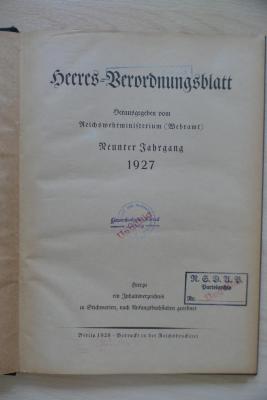 Heeres-Verordnungsblatt
Herausgegeben vom
Reichswehrministerium (Wehramt)
Neunter Jahrgang
1927
N. S. D. A. P.
Parteiarchiv
Nr.
Hierzu
ein Inhaltsverzeichnis
in Stichworten, nach Anfangsbuchstaben geordnet
Berlin 1928 · Gedruckt in der Reichsdruckerei